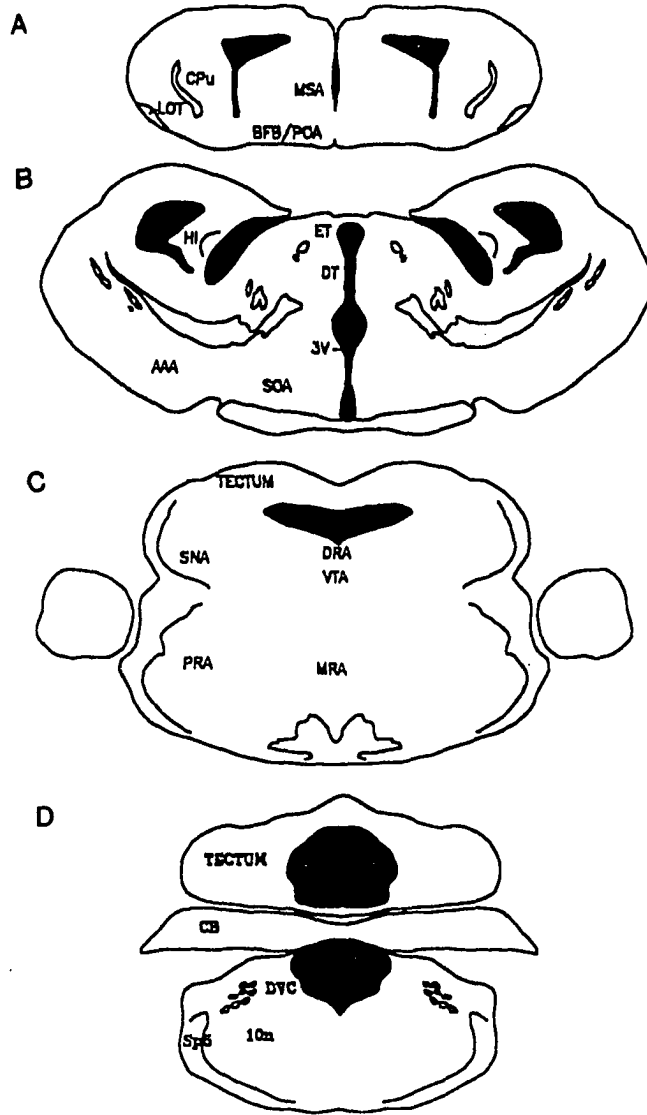 A
CPu
MSA
LOT
BFB/POA
B
HI
ET
DT
3V
AAA
SOA
C
TECTUM
SNA
DRA
VTA
PRA
MRA
D
TECTUM
CB
DVC
Sp5
10n